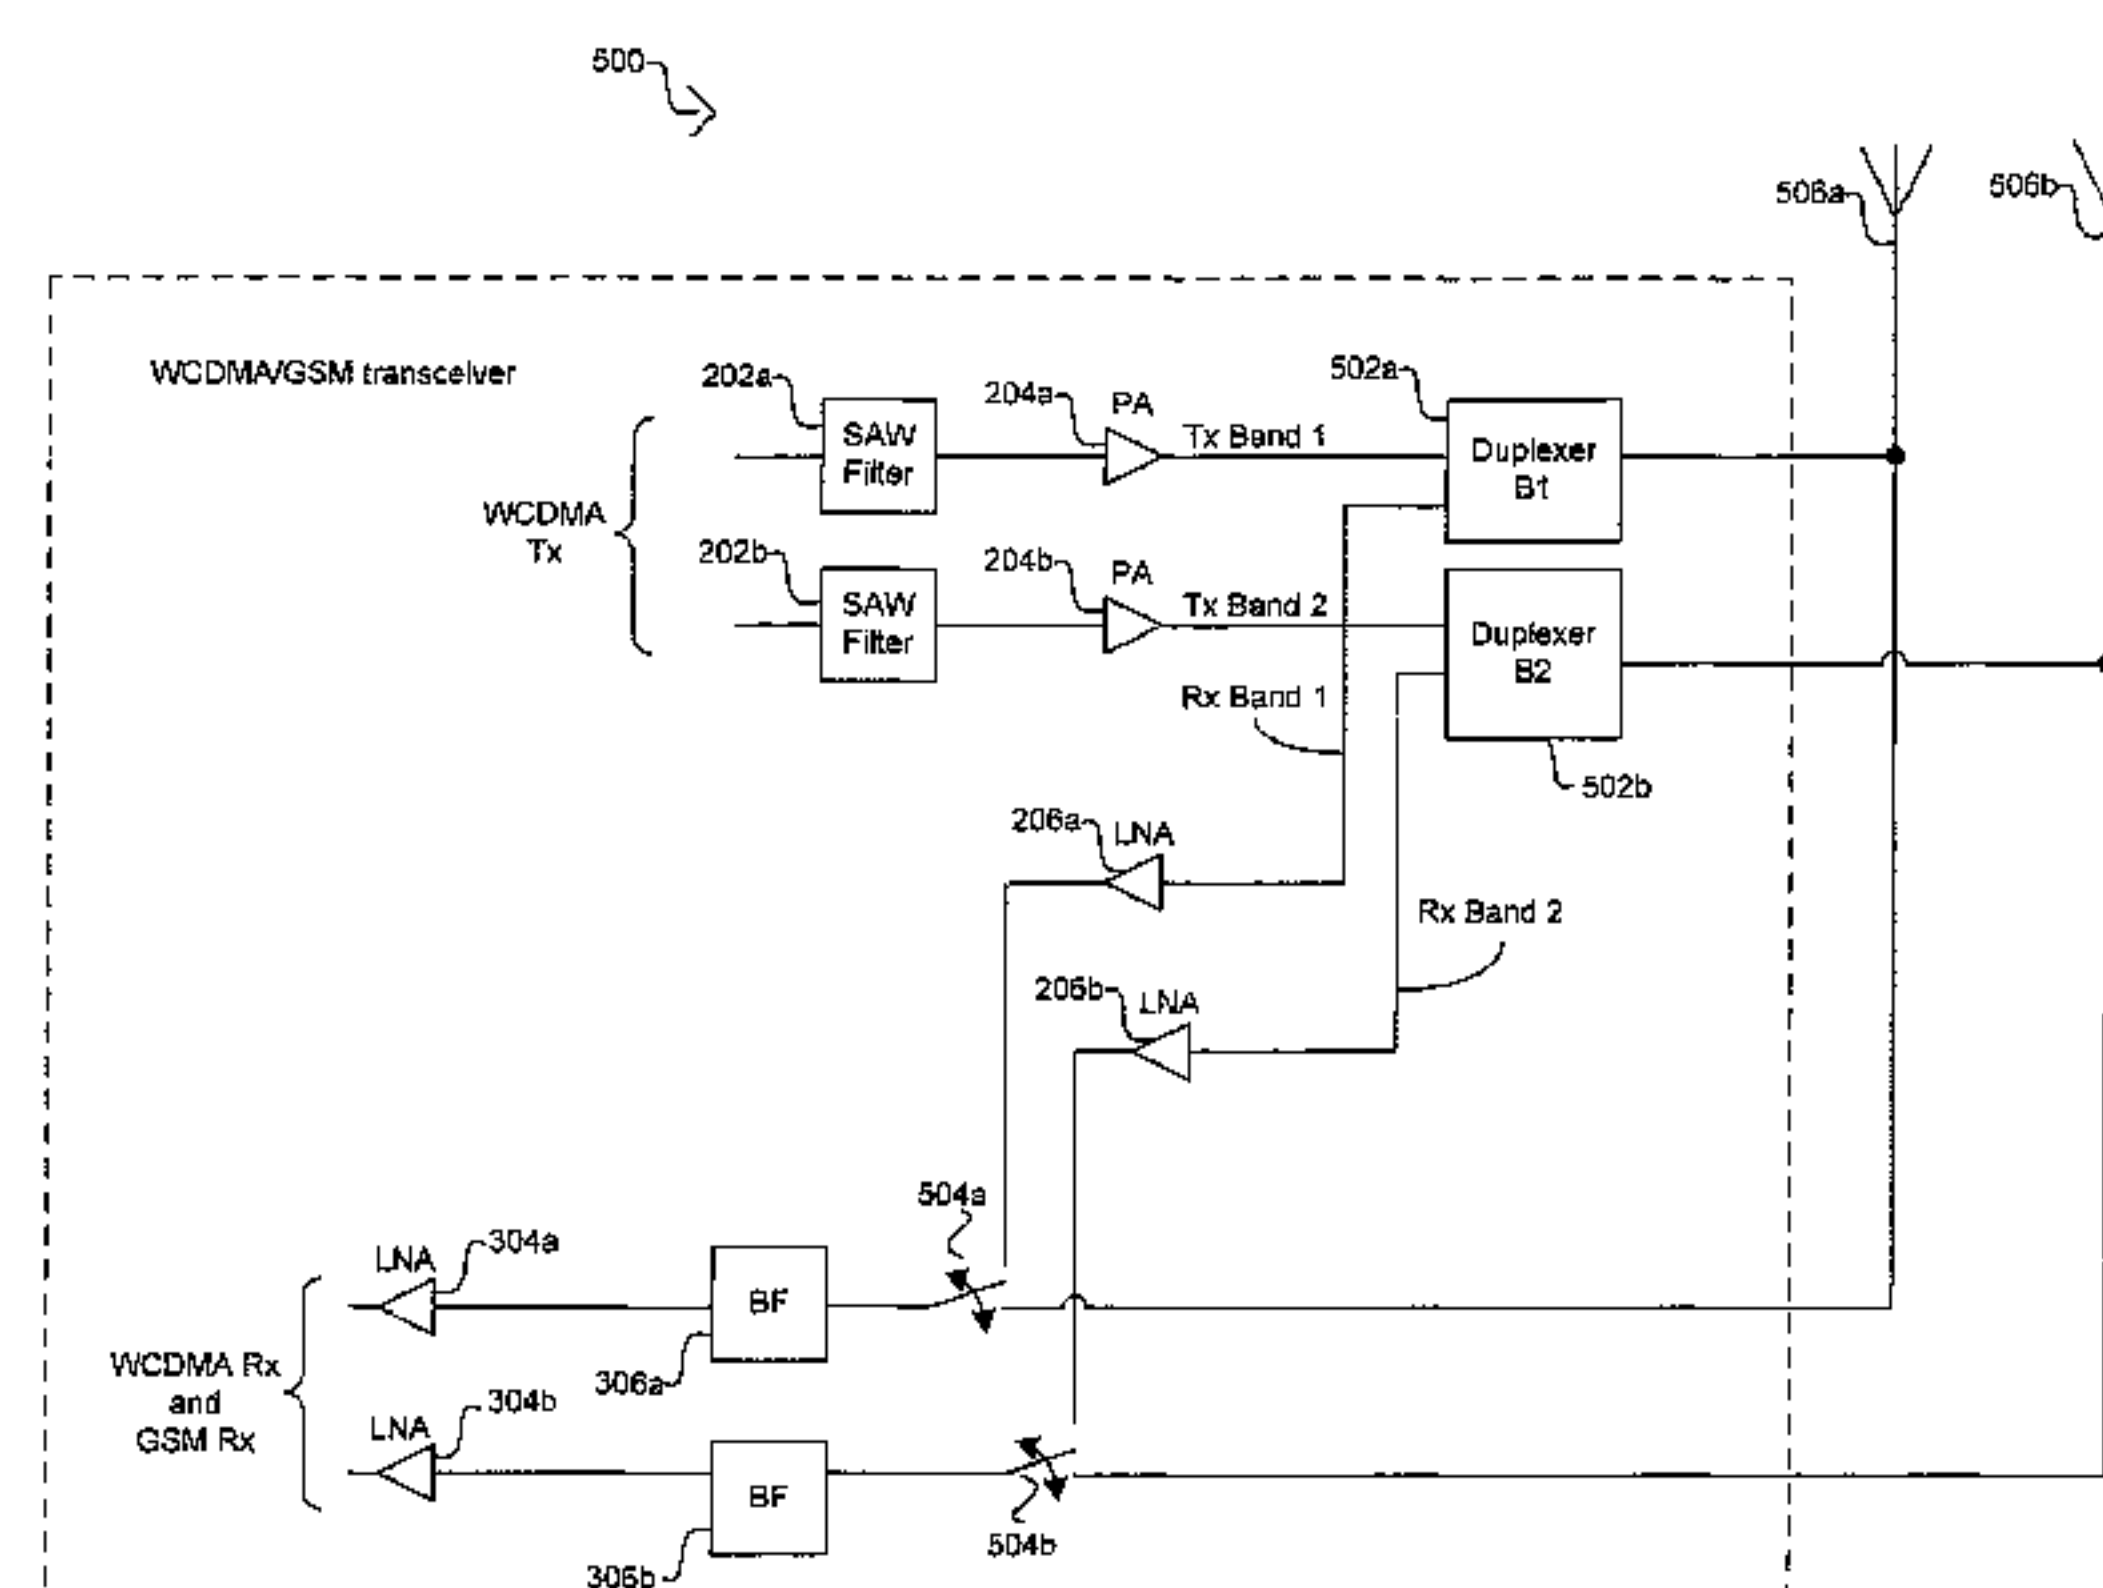 500
506a
506b
WCDMA/GSM transceiver
202a
SAW
Filter
204a
PA
Tx Band 1
502a
Duplexer
B1
WCDMA
Tx
202b
SAW
Filter
204b
PA
Tx Band 2
Duplexer
B2
502b
Rx Band 1
206a
LNA
Rx Band 2
206b
LNA
504a
LNA
304a
BF
306a
WCDMA Rx
and
GSM Rx
LNA
304b
BF
306b
504b